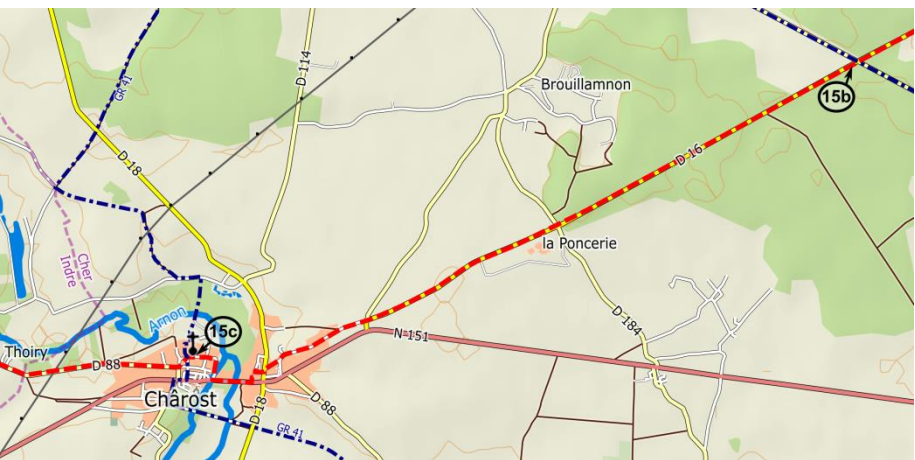 GR 41
D 114
Brouillamnon
15b
D 18
D 16
la Poncerie
Cher
Indre
Arnon
15c
D 184
N 151
Thoiry
D 88
Chârost
D 88
D 18
GR 41